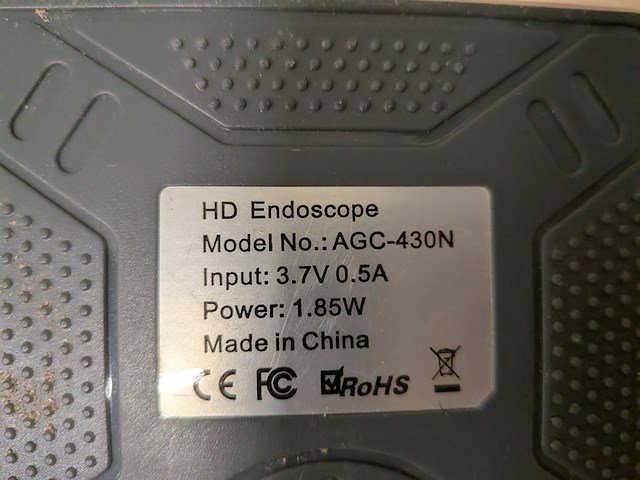 HD Endoscope
Model No.: AGC-430N
Input: 3.7V 0.5A
Power: 1.85W
Made in China
CE FC RoHS